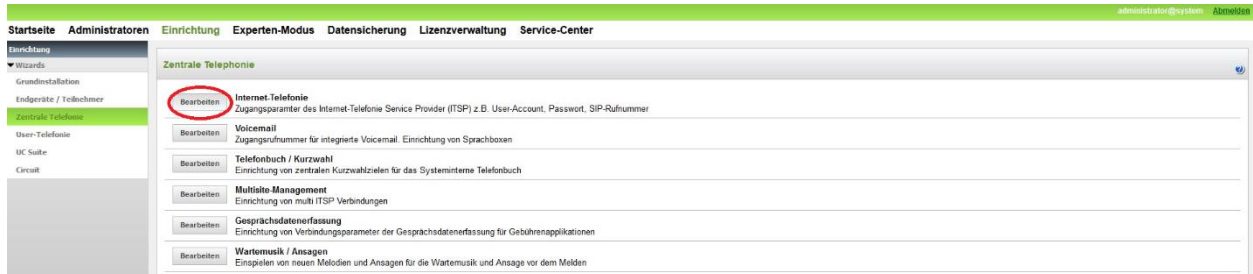 administrator@system Abmelden
Startseite Administratoren Einrichtung Experten-Modus Datensicherung Lizenzverwaltung Service-Center
Einrichtung
Wizards
Grundinstallation
Endgeräte / Teilnehmer
Zentrale Telefonie
User-Telefonie
UC Suite
Circuit
Zentrale Telephonie
Bearbeiten
Internet-Telefonie
Zugangsparamter des Internet-Telefonie Service Provider (ITSP) z.B. User-Account, Passwort, SIP-Rufnummer
Bearbeiten
Voicemail
Zugangsrufnummer für integrierte Voicemail. Einrichtung von Sprachboxen
Bearbeiten
Telefonbuch / Kurzwahl
Einrichtung von zentralen Kurzwahlzielen für das Systeminterne Telefonbuch
Bearbeiten
Multisite-Management
Einrichtung von multi ITSP Verbindungen
Bearbeiten
Gesprächsdatenerfassung
Einrichtung von Verbindungsparameter der Gesprächsdatenerfassung für Gebührenapplikationen
Bearbeiten
Wartemusik / Ansagen
Einspielen von neuen Melodien und Ansagen für die Wartemusik und Ansage vor dem Melden